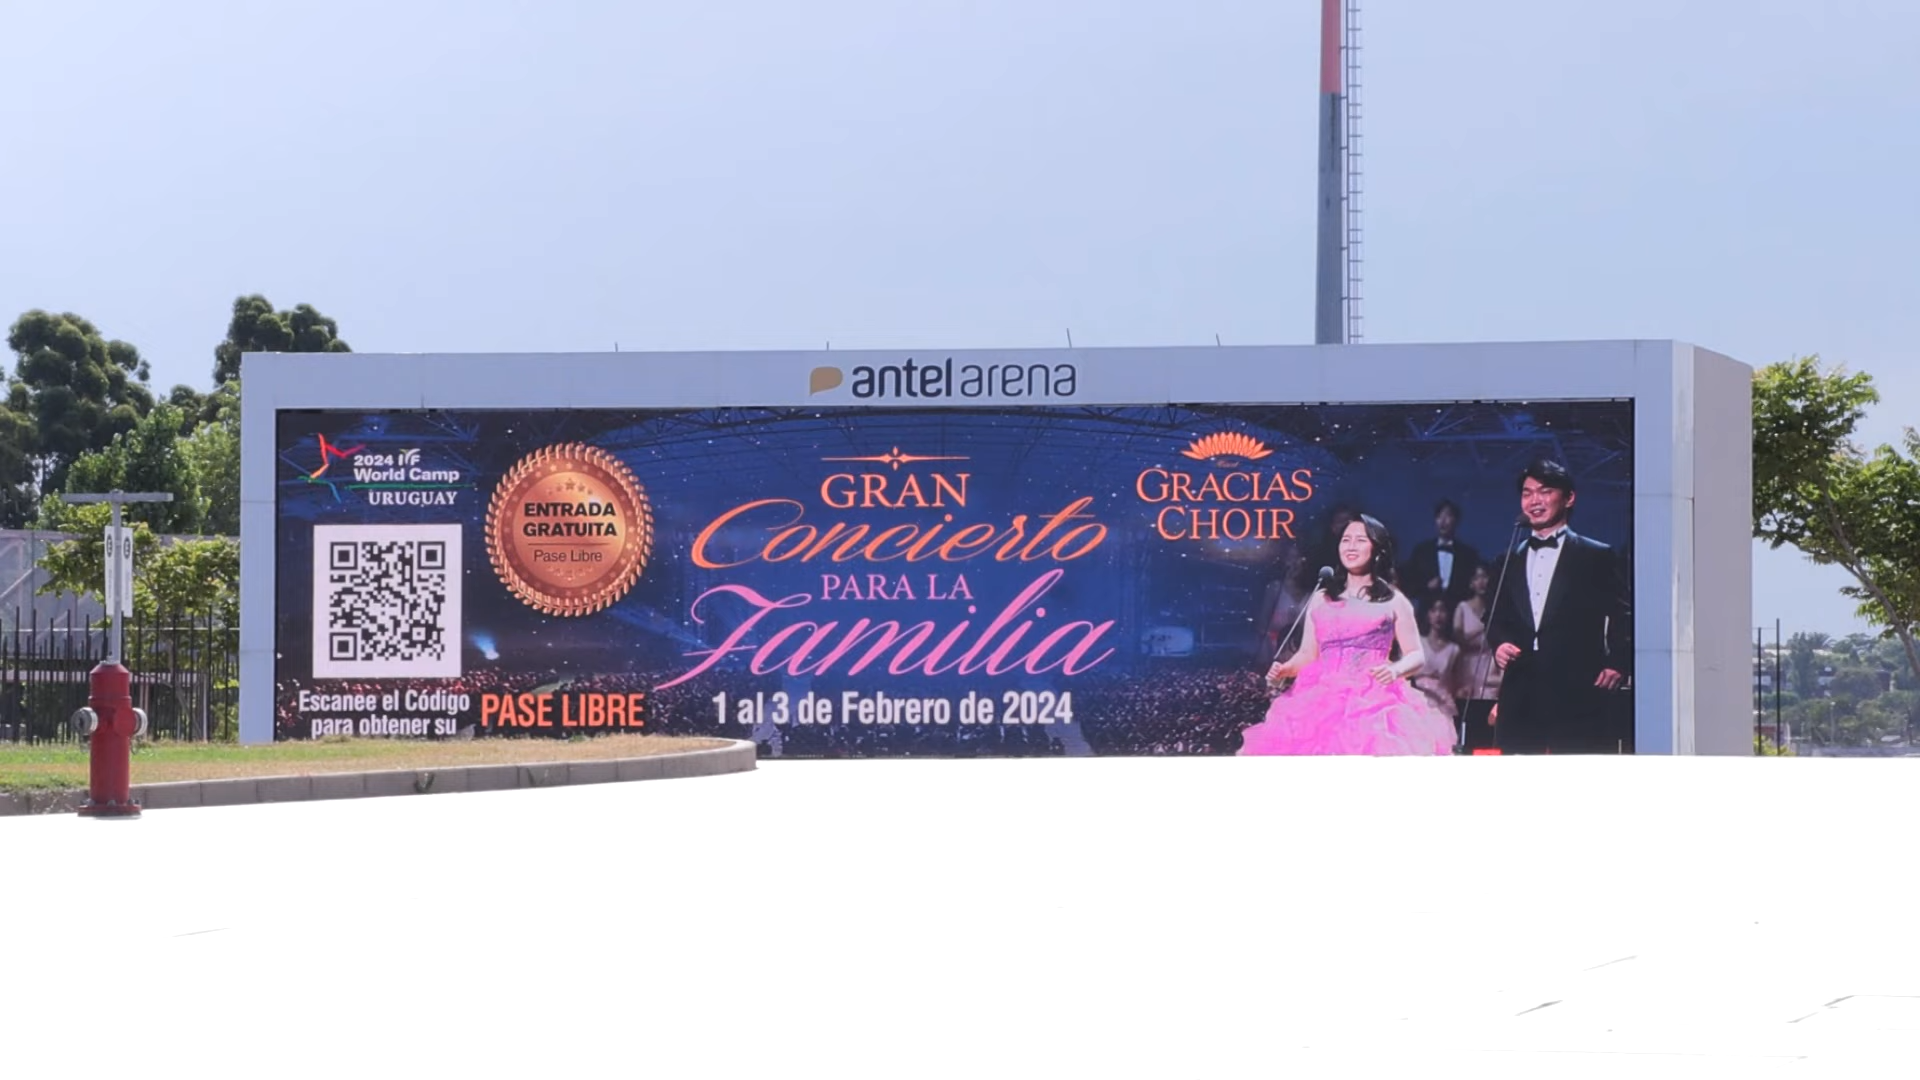 antel arena
2024 IYF
World Camp
URUGUAY
ENTRADA
GRATUITA
Pase Libre
Escanee el Código
para obtener su
PASE LIBRE
GRAN
Concierto
PARA LA
Familia
1 al 3 de Febrero de 2024
GRACIAS
CHOIR